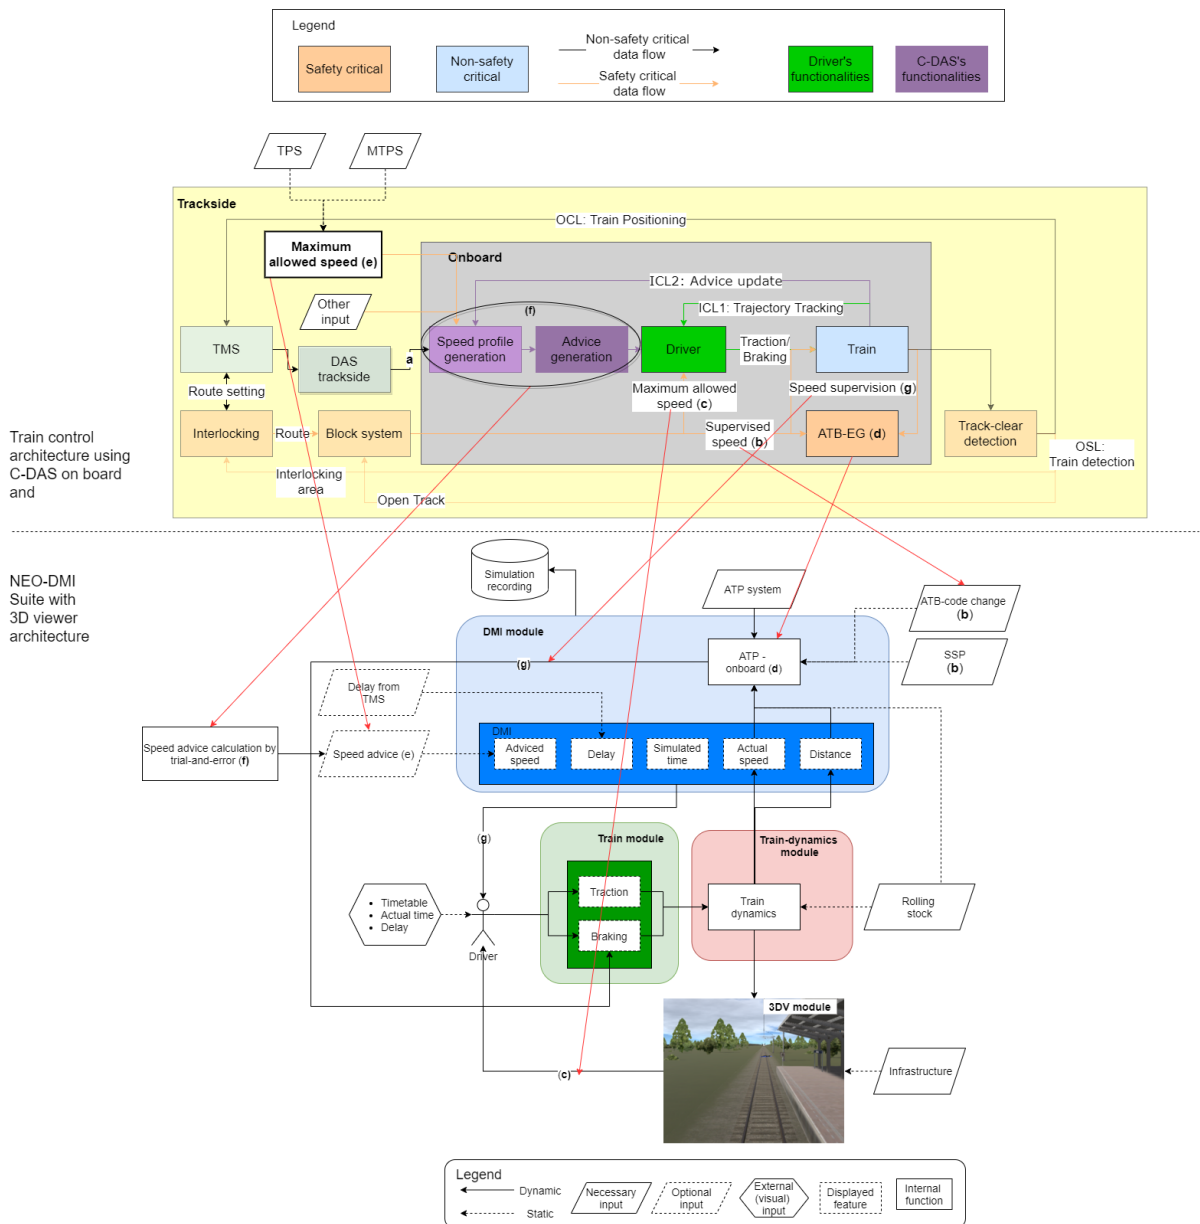 Legend
Safety critical
Non-safety
critical
Non-safety critical
data flow
Safety critical
data flow
Driver's
functionalities
C-DAS's
functionalities
TPS
MTPS
Trackside
OCL: Train Positioning
Maximum
allowed speed (e)
Onboard
ICL2: Advice update
Other
input
(f)
ICL1: Trajectory Tracking
TMS
DAS
trackside
a
Speed profile
generation
Advice
generation
Driver
Traction/
Braking
Train
Route setting
Maximum allowed
speed (c)
Speed supervision (g)
Interlocking
Route
Block system
Supervised
speed (b)
ATB-EG (d)
Track-clear
detection
OSL:
Train detection
Interlocking
area
Open Track
Train control
architecture using
C-DAS on board
and
NEO-DMI
Suite with
3D viewer
architecture
Simulation
recording
ATP system
ATB-code change
(b)
DMI module
(g)
ATP -
onboard (d)
SSP
(b)
Delay from
TMS
DMI
Speed advice calculation by
trial-and-error (f)
Speed advice (e)
Adviced
speed
Delay
Simulated
time
Actual
speed
Distance
(g)
Train module
Train-dynamics
module
Timetable
Actual time
Delay
Driver
Traction
Braking
Train
dynamics
Rolling
stock
3DV module
(c)
Infrastructure
Legend
Dynamic
Static
Necessary
input
Optional
input
External
(visual)
input
Displayed
feature
Internal
function